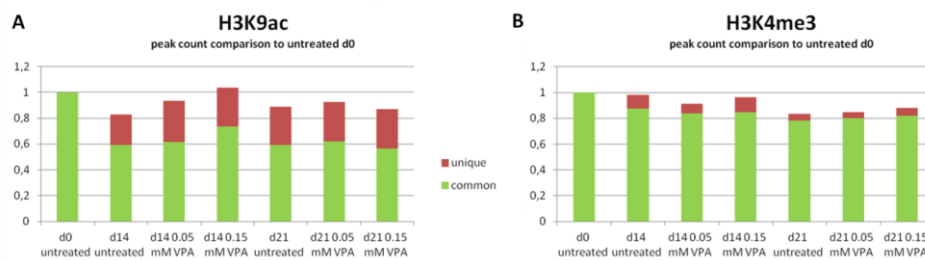 A
H3K9ac
peak count comparison to untreated d0
1,2
1
0,8
0,6
0,4
0,2
0
d0 untreated
d14 untreated
d14 0.05 mM VPA
d14 0.15 mM VPA
d21 untreated
d21 0.05 mM VPA
d21 0.15 mM VPA
unique
common
B
H3K4me3
peak count comparison to untreated d0
1,2
1
0,8
0,6
0,4
0,2
0
d0 untreated
d14 untreated
d14 0.05 mM VPA
d14 0.15 mM VPA
d21 untreated
d21 0.05 mM VPA
d21 0.15 mM VPA